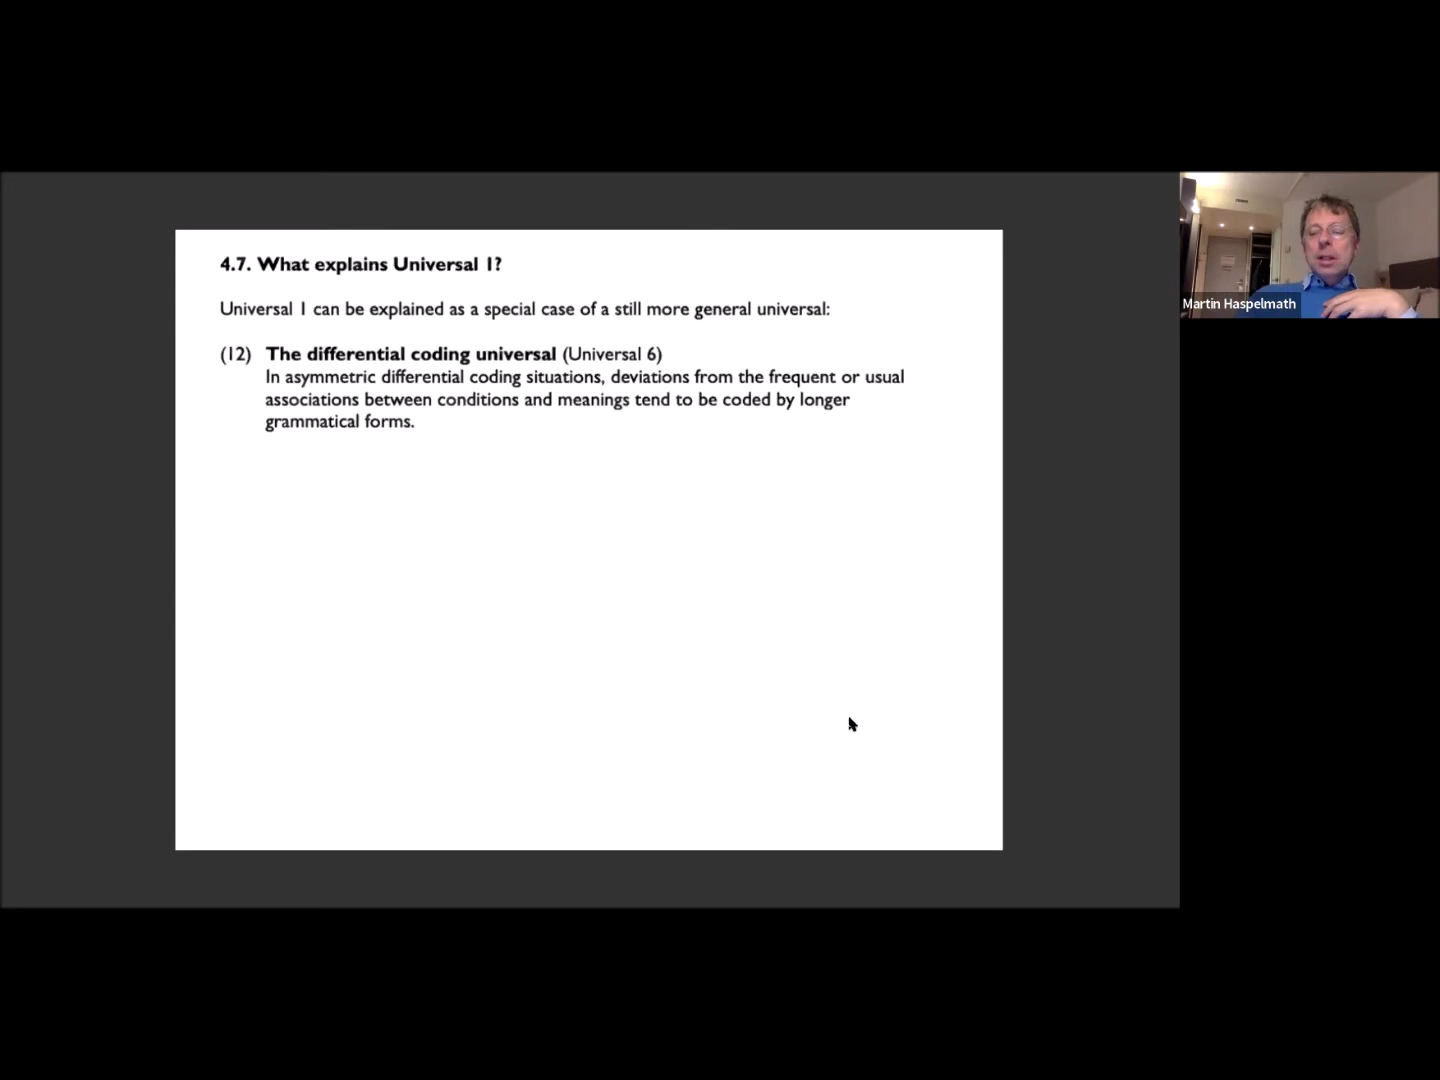 4.7. What explains Universal 1?
Universal 1 can be explained as a special case of a still more general universal:
(12) The differential coding universal (Universal 6)
In asymmetric differential coding situations, deviations from the frequent or usual
associations between conditions and meanings tend to be coded by longer
grammatical forms.
Martin Haspelmath